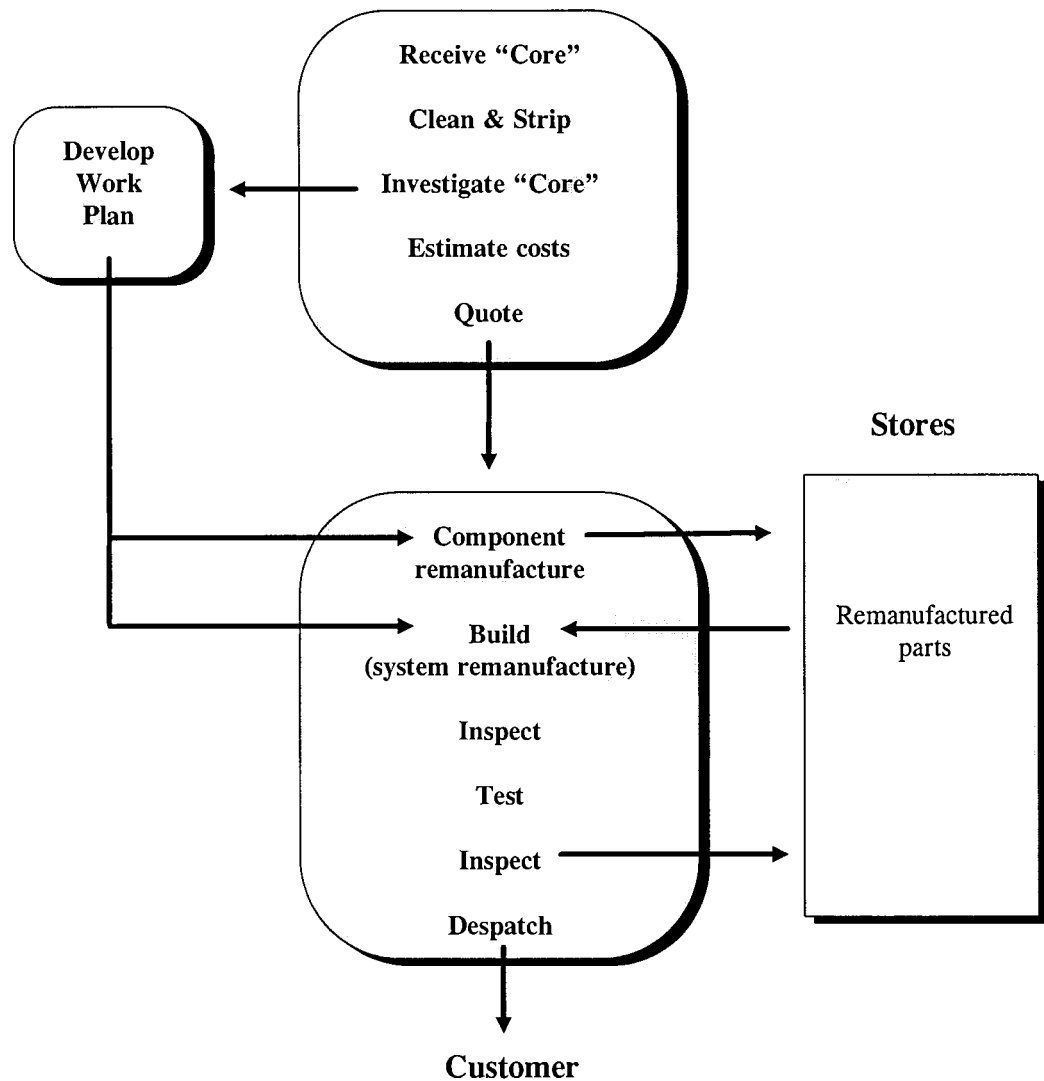 Receive “Core”
Clean & Strip
Investigate “Core”
Estimate costs
Quote
Develop
Work
Plan
Stores
Component
remanufacture
Build
(system remanufacture)
Inspect
Test
Inspect
Despatch
Remanufactured
parts
Customer